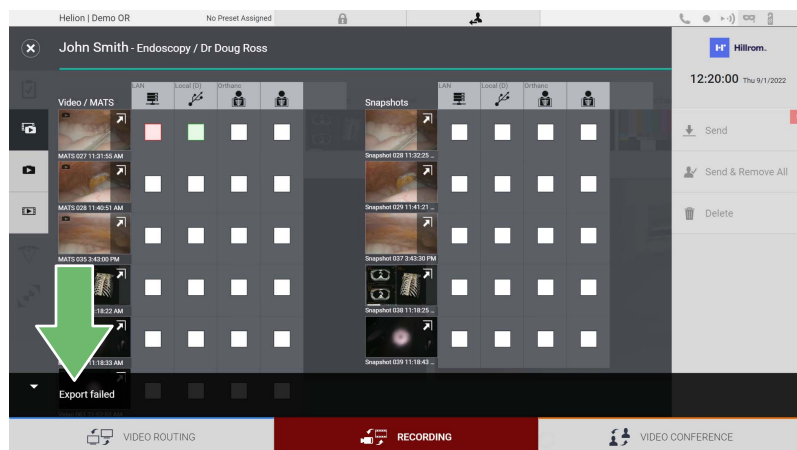 Helion | Demo OR
No Preset Assigned
John Smith - Endoscopy / Dr Doug Ross
Hillrom.
12:20:00 Thu 9/1/2022
Video / MATS
LAN
Local (D)
Orthanc
Snapshots
LAN
Local (D)
Orthanc
MATS 027 11:31:55 AM
Snapshot 028 11:32:25 ...
MATS 028 11:40:51 AM
Snapshot 029 11:41:21 ...
MATS 035 3:43:00 PM
Snapshot 037 3:43:30 PM
11:18:22 AM
Snapshot 038 11:18:25 ...
11:18:33 AM
Snapshot 039 11:18:43 ...
Send
Send & Remove All
Delete
Export failed
VIDEO ROUTING
RECORDING
VIDEO CONFERENCE